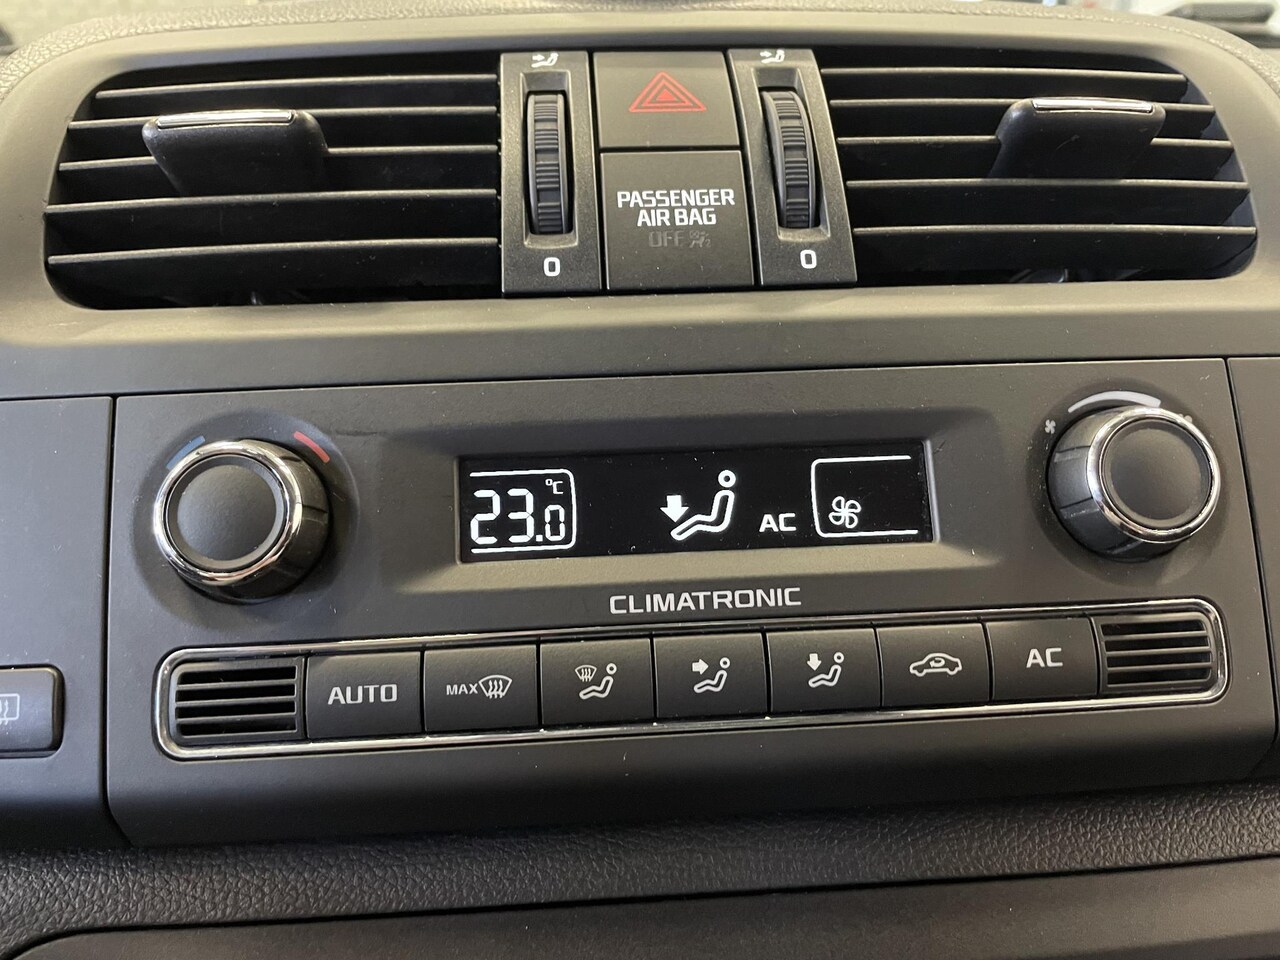 PASSENGER
AIR BAG
OFF
0
0
23.0 °C
AC
CLIMATRONIC
AUTO
MAX
AC